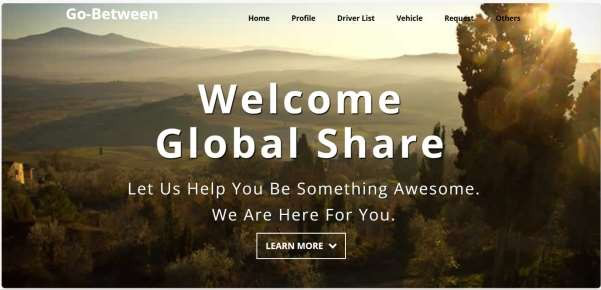 Go-Between
Home Profile Driver List Vehicle Request Others
Welcome
Global Share
Let Us Help You Be Something Awesome.
We Are Here For You.
LEARN MORE